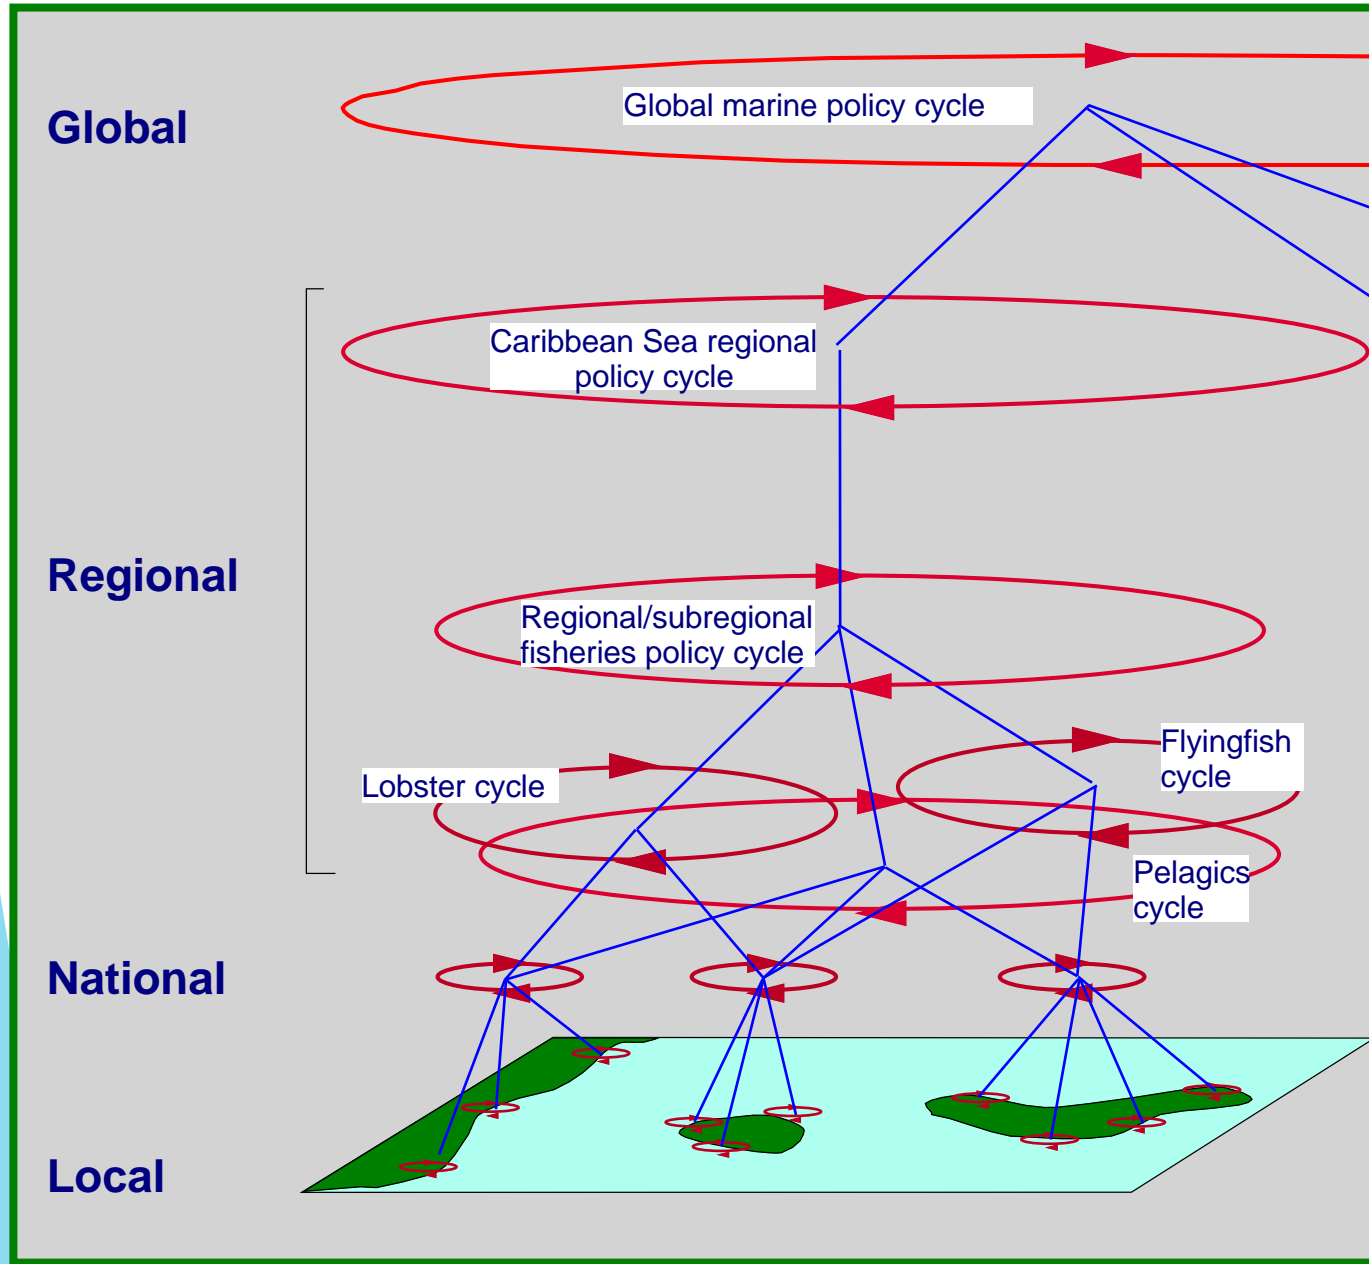 Global
Global marine policy cycle
Caribbean Sea regional
policy cycle
Regional
Regional/subregional
fisheries policy cycle
Flyingfish
cycle
Lobster cycle
Pelagics
cycle
National
Local